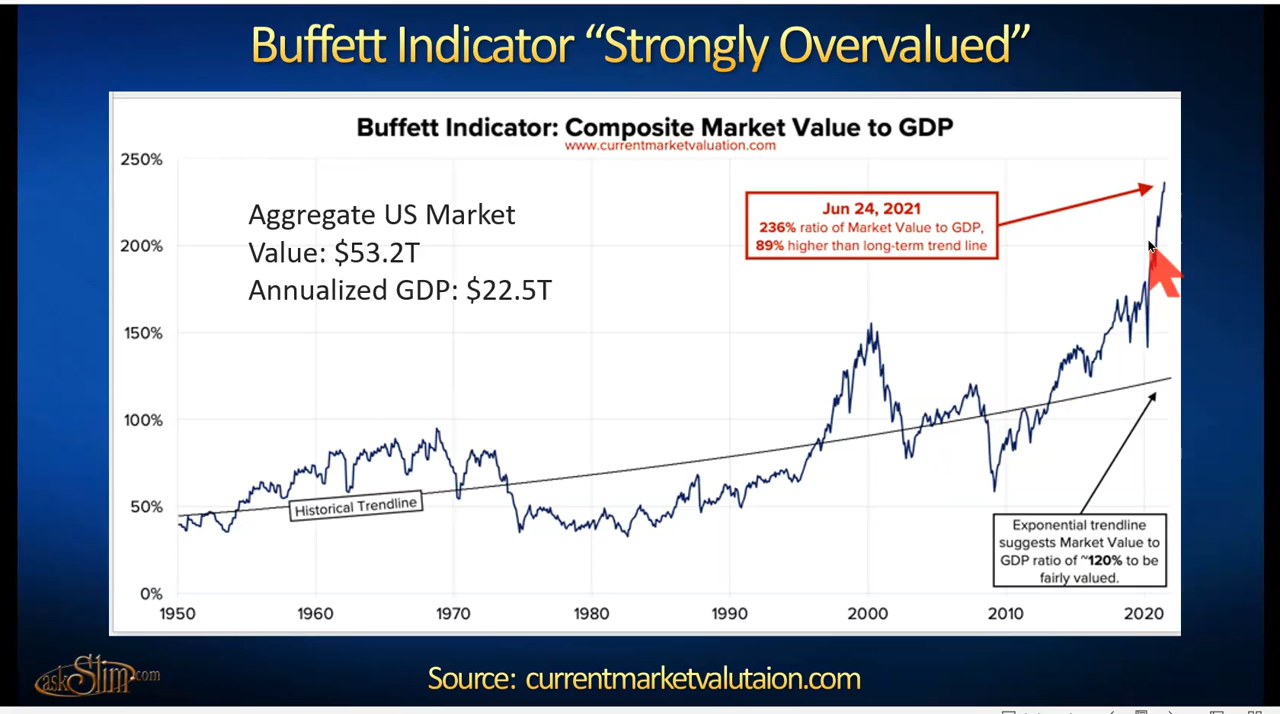 Buffett Indicator “Strongly Overvalued”
Buffett Indicator: Composite Market Value to GDP
www.currentmarketvaluation.com
250%
200%
150%
100%
50%
0%
Aggregate US Market
Value: $53.2T
Annualized GDP: $22.5T
Jun 24, 2021
236% ratio of Market Value to GDP,
89% higher than long-term trend line
Historical Trendline
Exponential trendline
suggests Market Value to
GDP ratio of ~120% to be
fairly valued.
1950 1960 1970 1980 1990 2000 2010 2020
askSlim.com
Source: currentmarketvalutaion.com